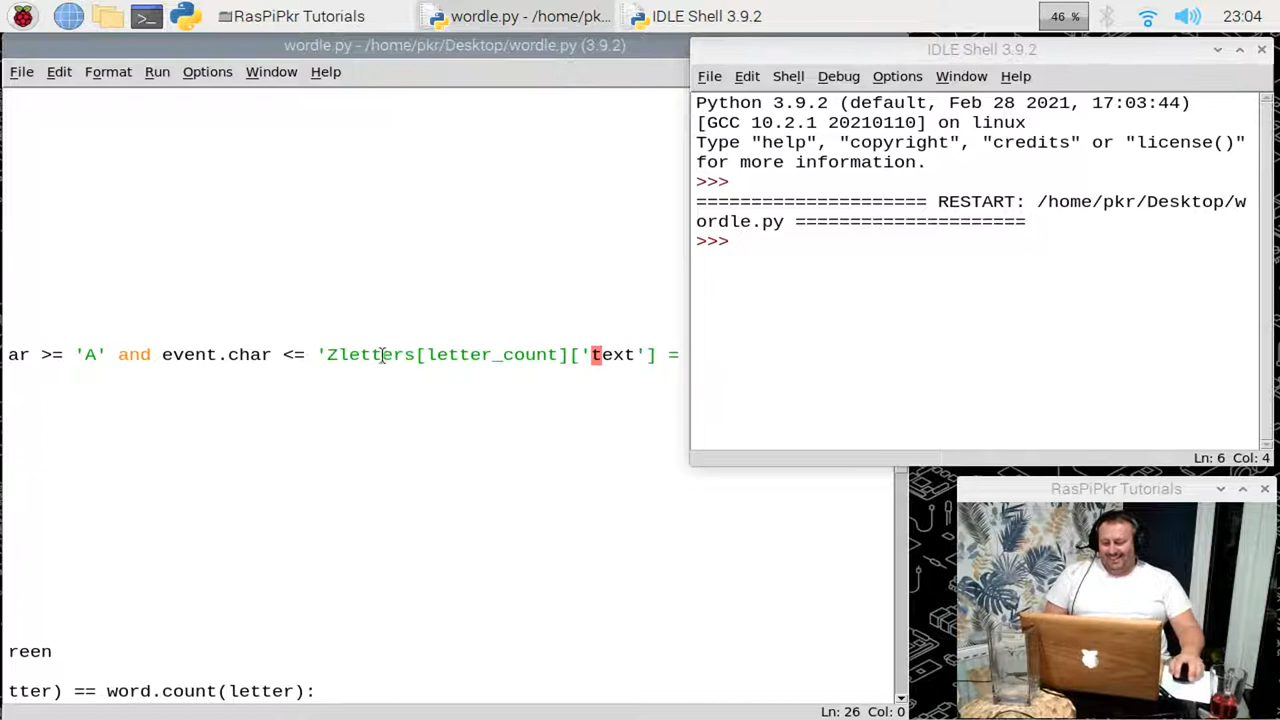 RasPiPkr Tutorials
wordle.py - /home/pk...
IDLE Shell 3.9.2
46 %
23:04
wordle.py - /home/pkr/Desktop/wordle.py (3.9.2)
File Edit Format Run Options Window Help
ar >= 'A' and event.char <= 'Zletters[letter_count]['text'] =
reen
tter) == word.count(letter):
Ln: 26 Col: 0
IDLE Shell 3.9.2
File Edit Shell Debug Options Window Help
Python 3.9.2 (default, Feb 28 2021, 17:03:44)
[GCC 10.2.1 20210110] on linux
Type "help", "copyright", "credits" or "license()"
for more information.
>>>
===================== RESTART: /home/pkr/Desktop/w
ordle.py =====================
>>>
Ln: 6 Col: 4
RasPiPkr Tutorials